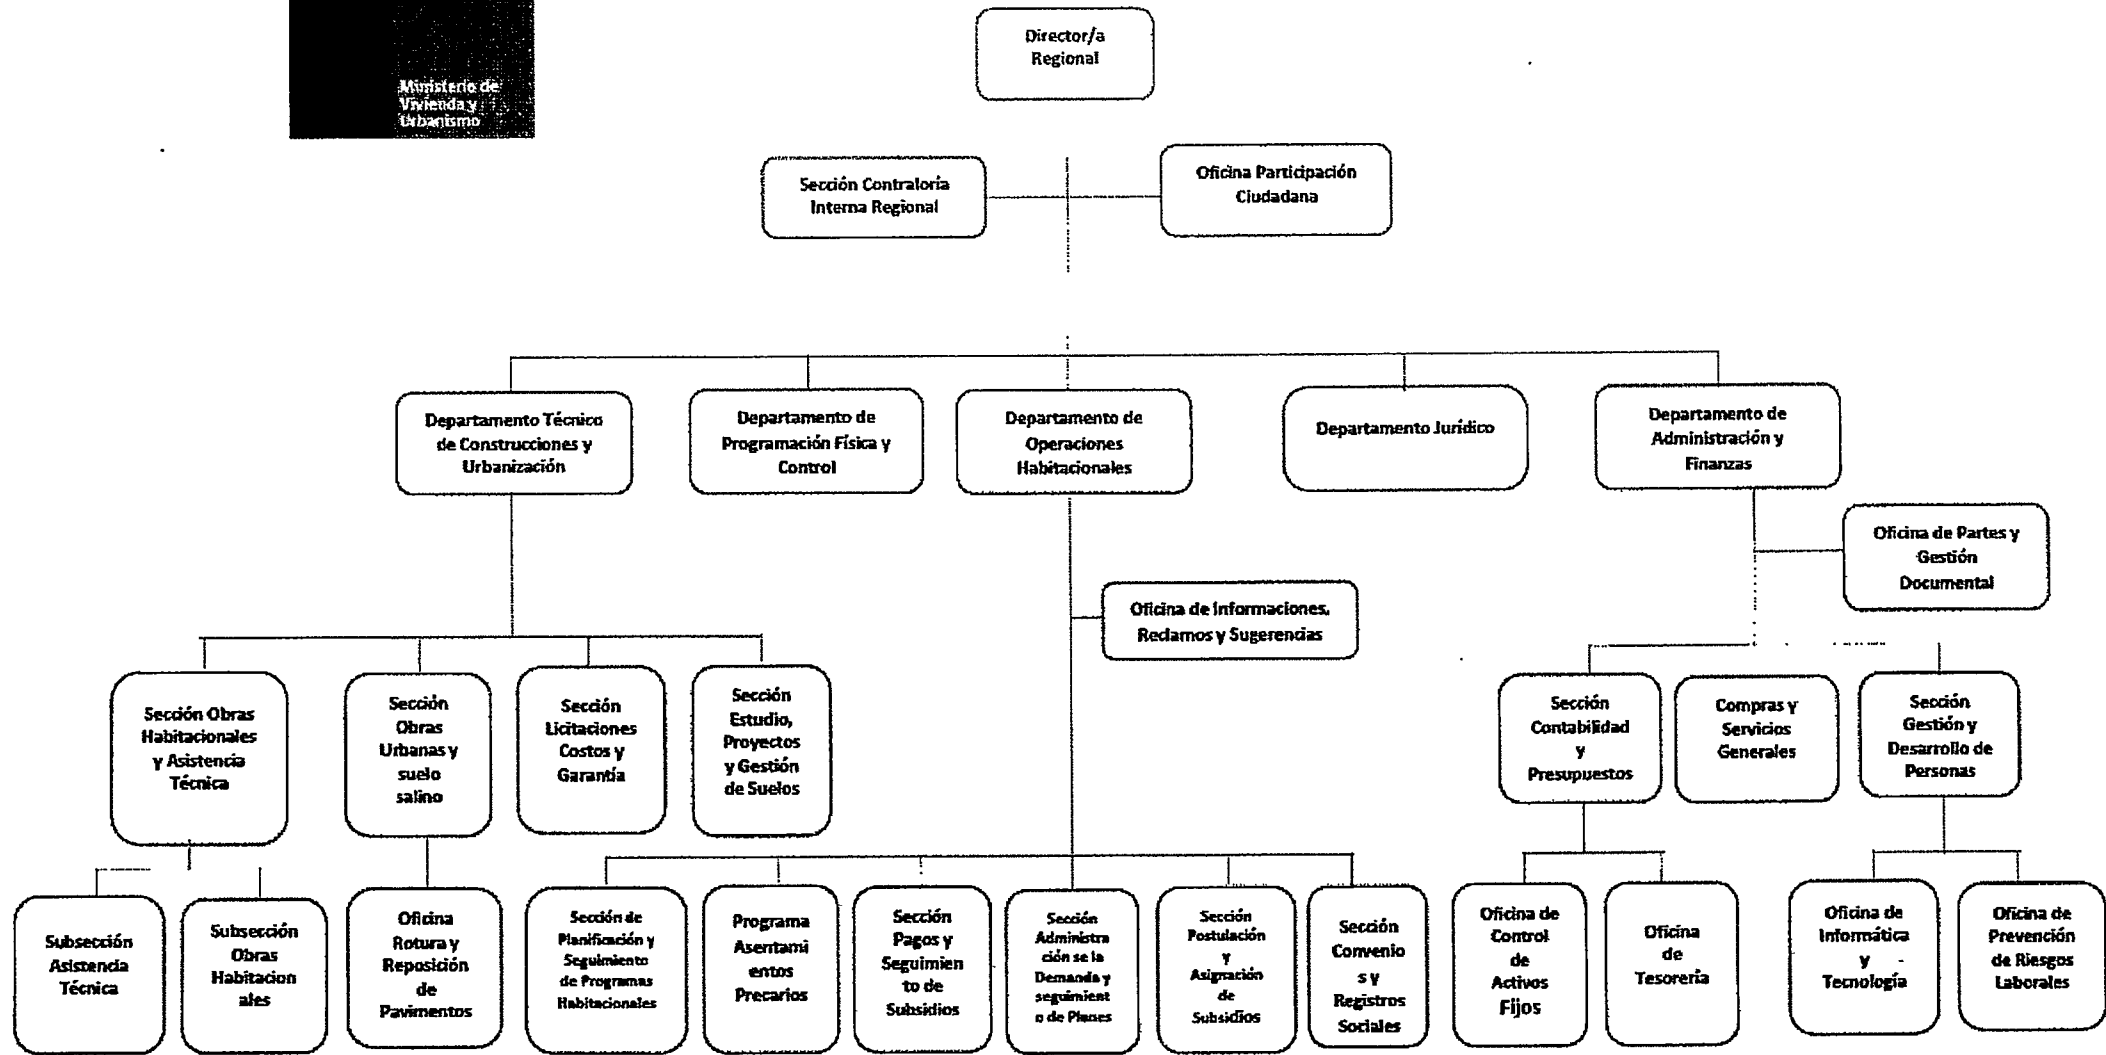 Ministerio de
Vivienda y
Urbanismo
Director/a
Regional
Sección Contraloría
Interna Regional
Oficina Participación
Ciudadana
Departamento Técnico
de Construcciones y
Urbanización
Departamento de
Programación Física y
Control
Departamento de
Operaciones
Habitacionales
Departamento Jurídico
Departamento de
Administración y
Finanzas
Oficina de Partes y
Gestión
Documental
Oficina de Informaciones,
Reclamos y Sugerencias
Sección Obras
Habitacionales
y Asistencia
Técnica
Sección
Obras
Urbanas y
suelo
salino
Sección
Licitaciones
Costos y
Garantía
Sección
Estudio,
Proyectos
y Gestión
de Suelos
Sección
Contabilidad
y
Presupuestos
Compras y
Servicios
Generales
Sección
Gestión y
Desarrollo de
Personas
Subsección
Asistencia
Técnica
Subsección
Obras
Habitacion
ales
Oficina
Rotura y
Reposición
de
Pavimentos
Sección de
Planificación y
Seguimiento
de Programas
Habitacionales
Programa
Asentami
entos
Precarios
Sección
Pagos y
Seguimien
to de
Subsidios
Sección
Administra
ción se la
Demanda y
seguimient
o de Planes
Sección
Postulación
y
Asignación
de
Subsidios
Sección
Convenio
s y
Registros
Sociales
Oficina de
Control
de
Activos
Fijos
Oficina
de
Tesorería
Oficina de
Informática
y
Tecnología
Oficina de
Prevención
de Riesgos
Laborales